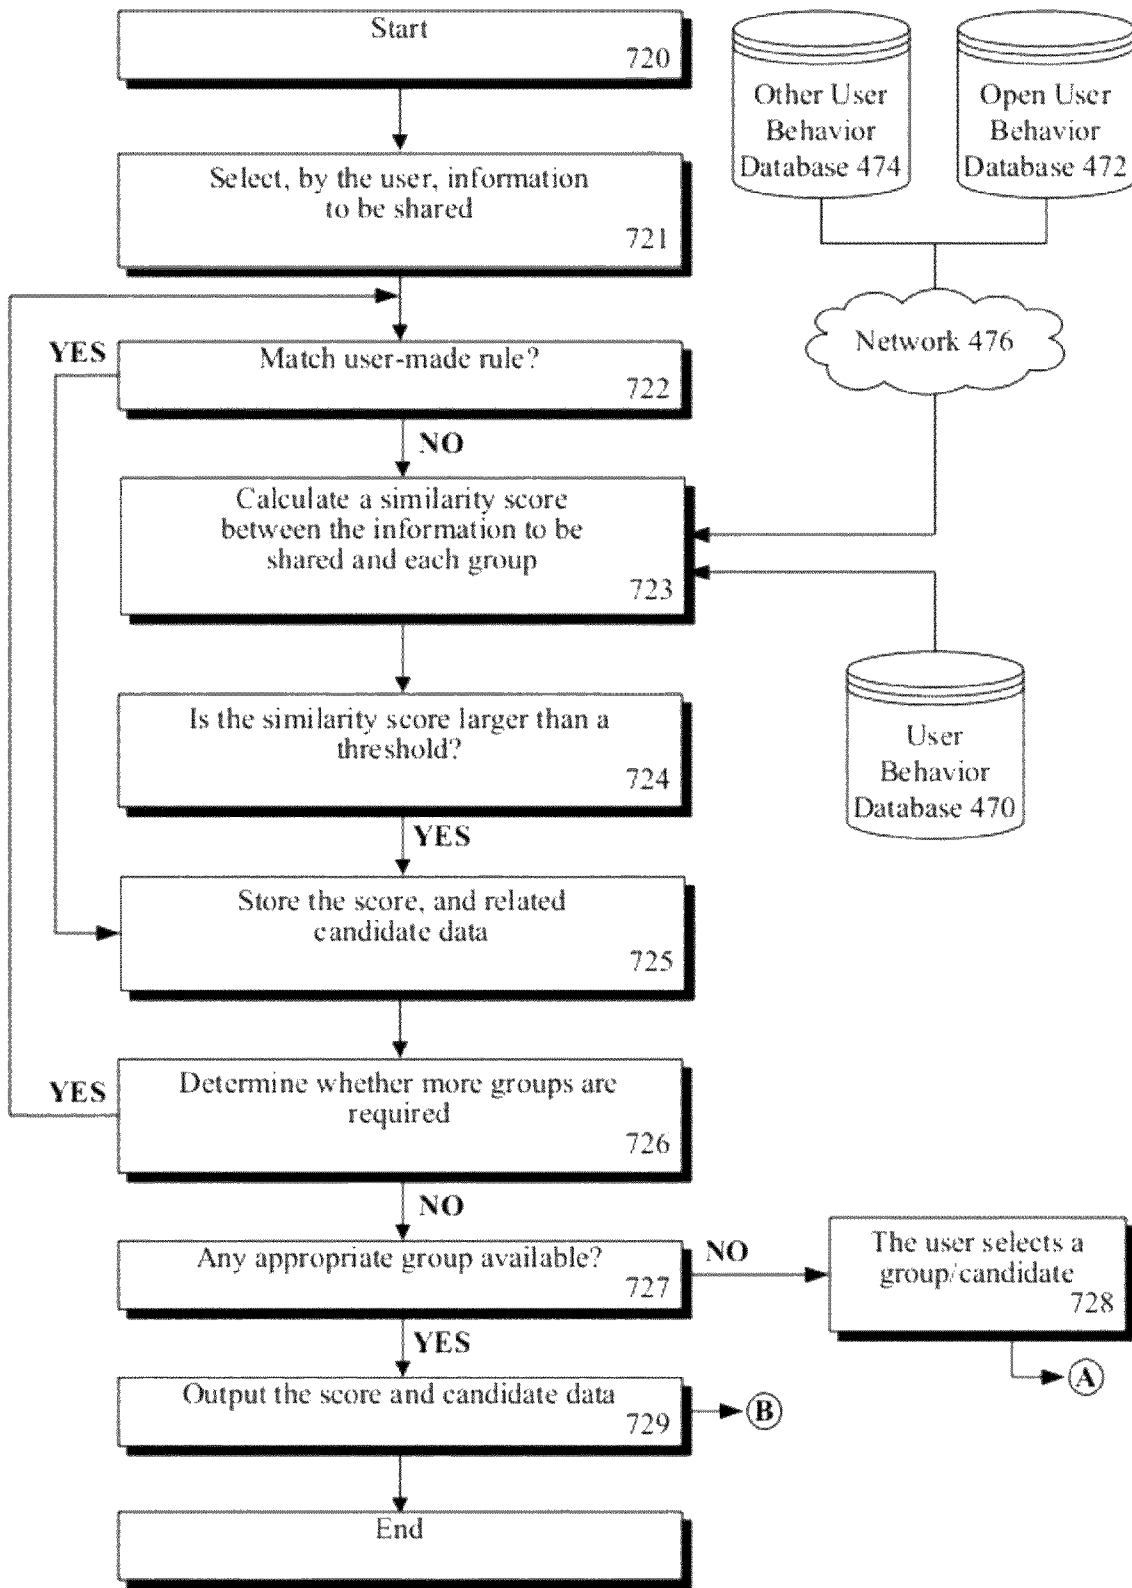 Start
720
Other User
Behavior
Database 474
Open User
Behavior
Database 472
Select, by the user, information
to be shared
721
Network 476
YES
Match user-made rule?
722
NO
Calculate a similarity score
between the information to be
shared and each group
723
Is the similarity score larger than a
threshold?
724
User
Behavior
Database 470
YES
Store the score, and related
candidate data
725
YES
Determine whether more groups are
required
726
NO
Any appropriate group available?
727
NO
The user selects a
group/candidate
728
YES
A
Output the score and candidate data
729
B
End